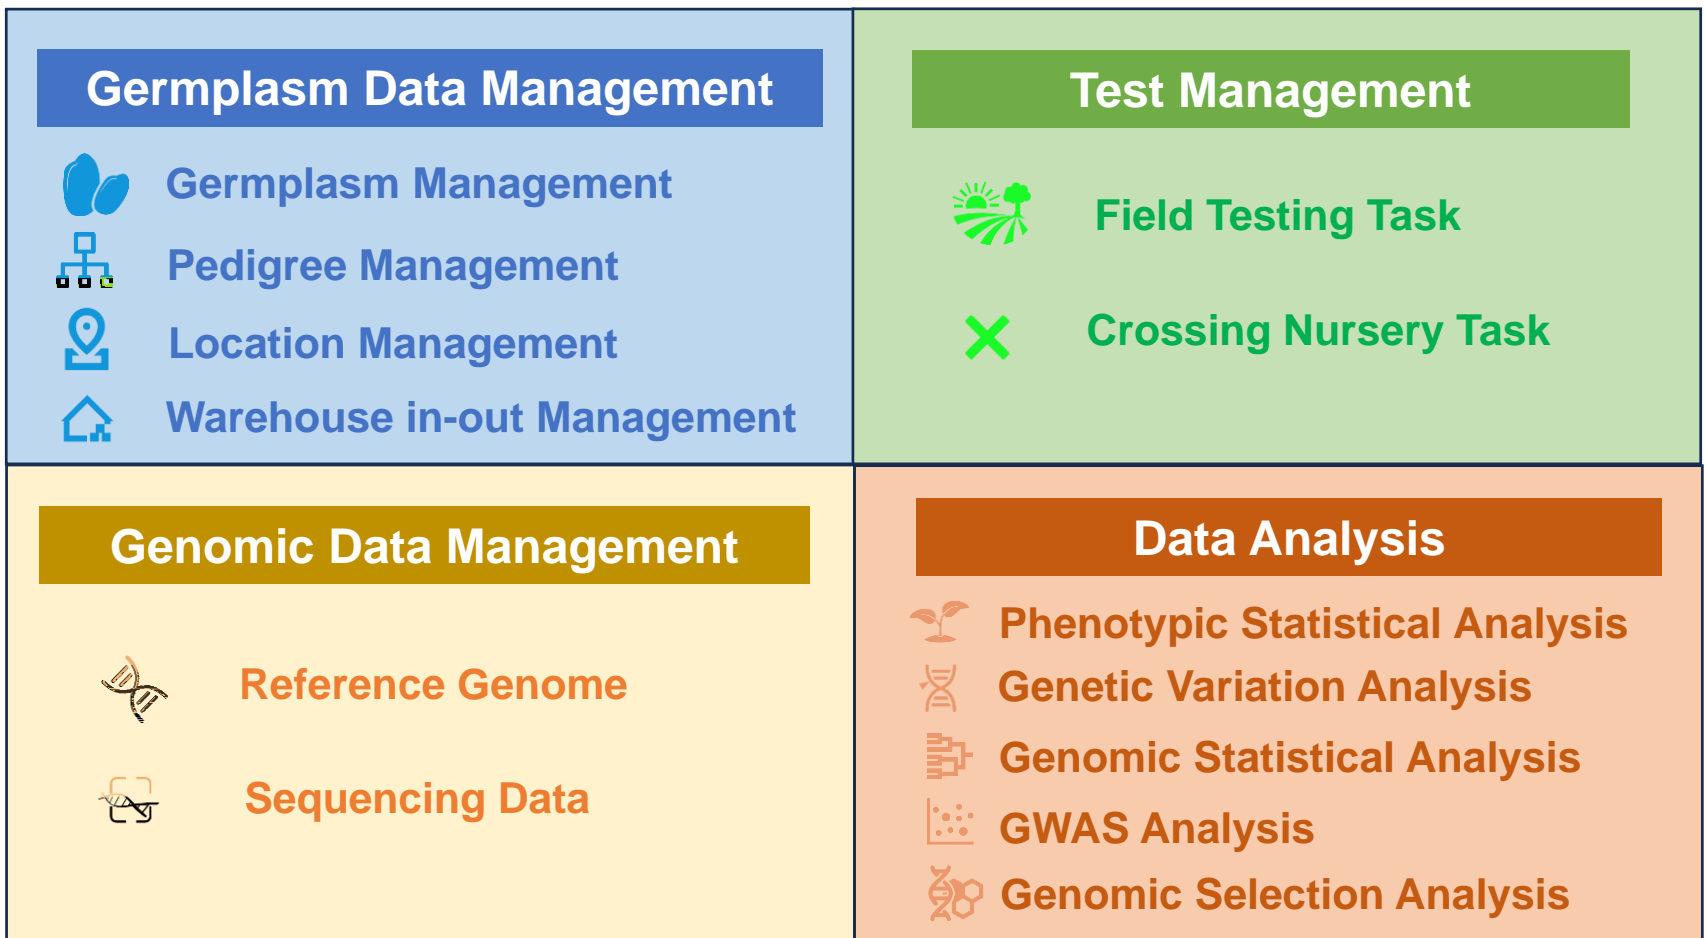 Germplasm Data Management
Germplasm Management
Pedigree Management
Location Management
Warehouse in-out Management
Test Management
Field Testing Task
Crossing Nursery Task
Genomic Data Management
Reference Genome
Sequencing Data
Data Analysis
Phenotypic Statistical Analysis
Genetic Variation Analysis
Genomic Statistical Analysis
GWAS Analysis
Genomic Selection Analysis